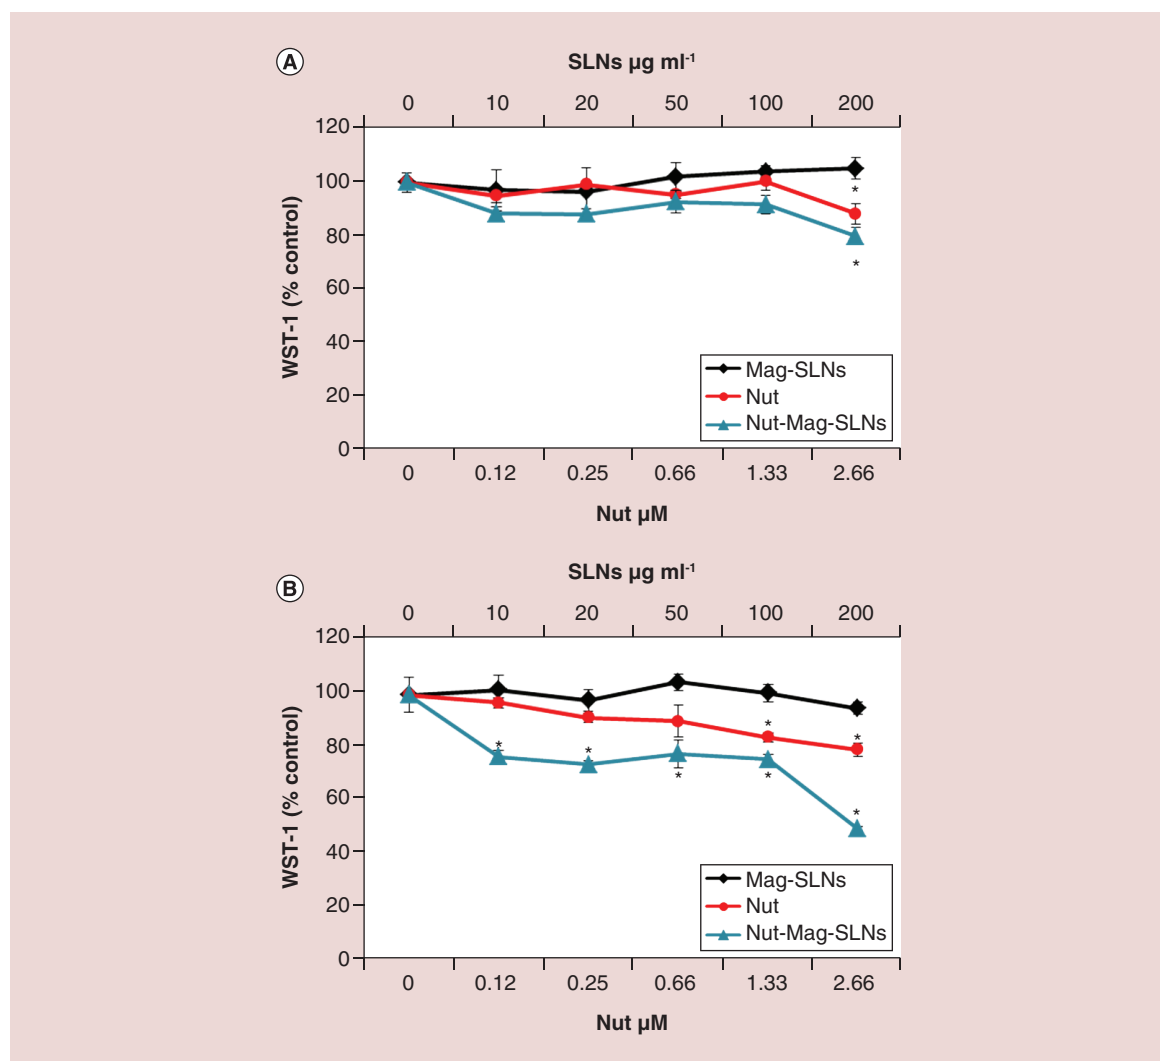 A
SLNs µg ml-1
0 10 20 50 100 200
120
100
80
60
40
20
0
WST-1 (% control)
*
*
Mag-SLNs
Nut
Nut-Mag-SLNs
0 0.12 0.25 0.66 1.33 2.66
Nut µM
B
SLNs µg ml-1
0 10 20 50 100 200
120
100
80
60
40
20
0
WST-1 (% control)
* * * * * * * *
Mag-SLNs
Nut
Nut-Mag-SLNs
0 0.12 0.25 0.66 1.33 2.66
Nut µM